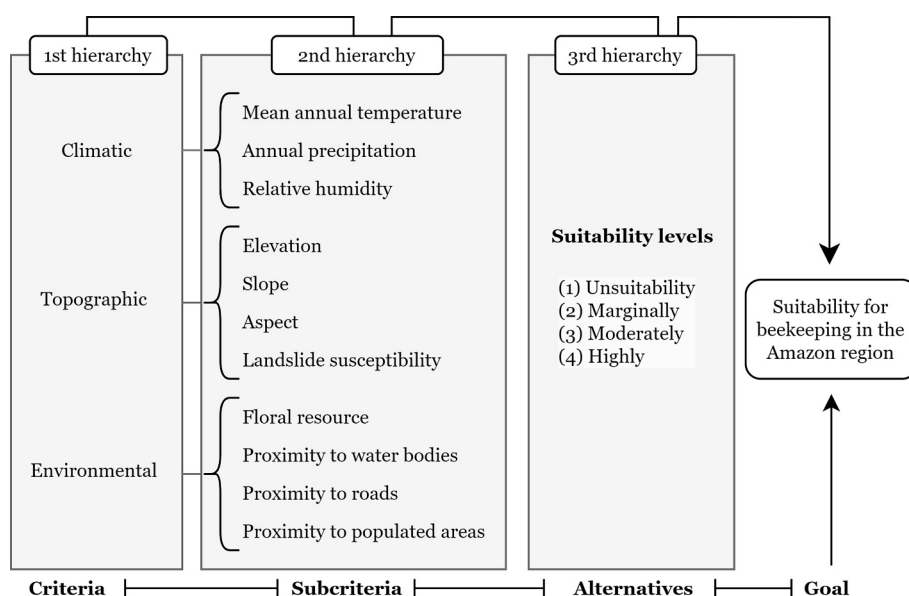 1st hierarchy
2nd hierarchy
3rd hierarchy
Climatic
Mean annual temperature
Annual precipitation
Relative humidity
Topographic
Elevation
Slope
Aspect
Landslide susceptibility
Environmental
Floral resource
Proximity to water bodies
Proximity to roads
Proximity to populated areas
Suitability levels
(1) Unsuitability
(2) Marginally
(3) Moderately
(4) Highly
Suitability for
beekeeping in the
Amazon region
Criteria
Subcriteria
Alternatives
Goal